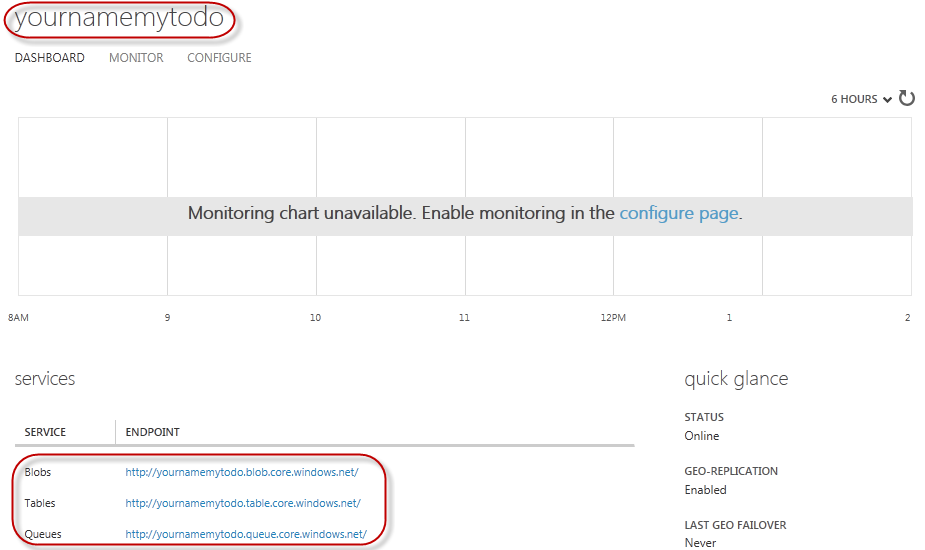 yournamemytodo
DASHBOARD MONITOR CONFIGURE
6 HOURS
Monitoring chart unavailable. Enable monitoring in the configure page.
8AM 9 10 11 12PM 1 2
services
SERVICE ENDPOINT
Blobs http://yournamemytodo.blob.core.windows.net/
Tables http://yournamemytodo.table.core.windows.net/
Queues http://yournamemytodo.queue.core.windows.net/
quick glance
STATUS
Online
GEO-REPLICATION
Enabled
LAST GEO FAILOVER
Never